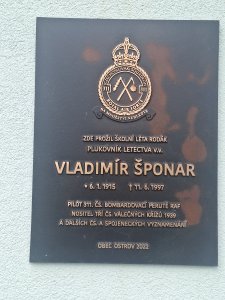 ZDE PROŽIL ŠKOLNÍ LÉTA RODÁK
PLUKOVNÍK LETECTVA v.v.
VLADIMÍR ŠPONAR
* 6. 1. 1915 † 11. 6. 1997
PILOT 311. ČS. BOMBARDOVACÍ PERUTĚ RAF
NOSITEL TŘÍ ČS. VÁLEČNÝCH KŘÍŽŮ 1939
A DALŠÍCH ČS. A SPOJENECKÝCH VYZNAMENÁNÍ
OBEC OSTROV 2022